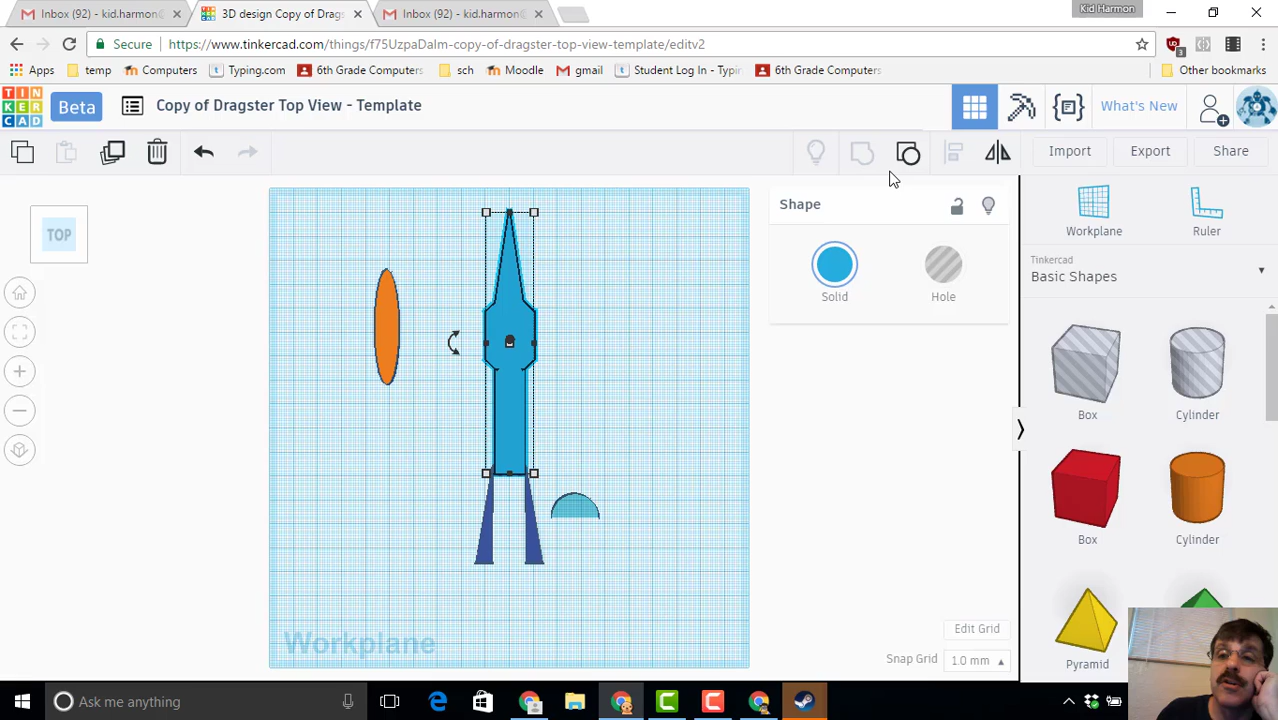 Inbox (92) - kid.harmon@
3D design Copy of Drags
Inbox (92) - kid.harmon@
Kid Harmon
Secure
https://www.tinkercad.com/things/f75UzpaDalm-copy-of-dragster-top-view-template/editv2
3
Apps
temp
Computers
Typing.com
6th Grade Computers
sch
Moodle
gmail
Student Log In - Typin
6th Grade Computers
Other bookmarks
TIN
KER
CAD
Beta
Copy of Dragster Top View - Template
What's New
Import
Export
Share
TOP
Shape
Solid
Hole
Workplane
Ruler
Tinkercad
Basic Shapes
Box
Cylinder
Box
Cylinder
Pyramid
Workplane
Edit Grid
Snap Grid
1.0 mm
Ask me anything